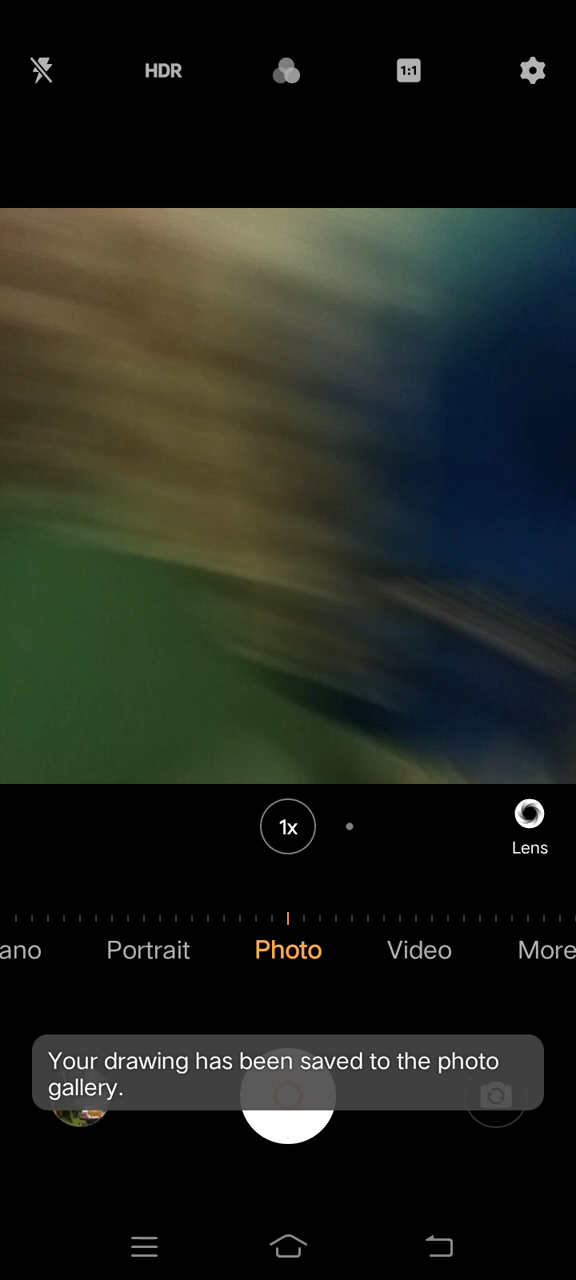 HDR
1:1
1x
Lens
ano Portrait Photo Video More
Your drawing has been saved to the photo
gallery.